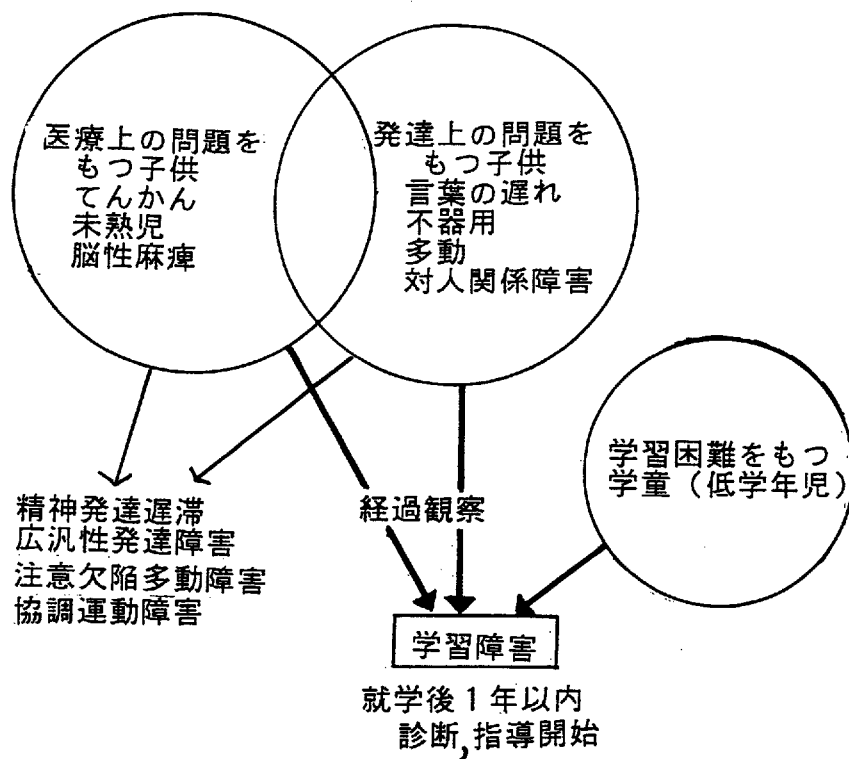 医療上の問題を
もつ子供
てんかん
未熟児
脳性麻痺
発達上の問題を
もつ子供
言葉の遅れ
不器用
多動
対人関係障害
学習困難をもつ
学童（低学年児）
精神発達遅滞
広汎性発達障害
注意欠陥多動障害
協調運動障害
経過観察
学習障害
就学後1年以内
診断,指導開始